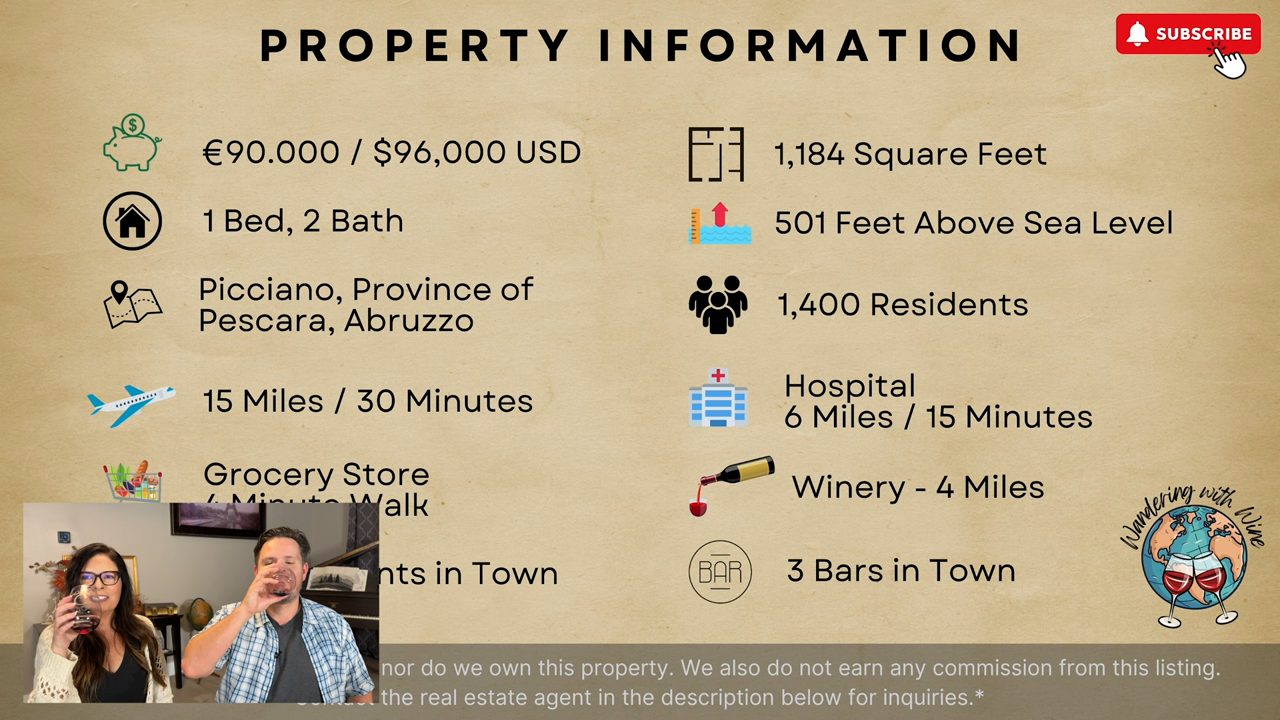 PROPERTY INFORMATION
SUBSCRIBE
€90.000 / $96,000 USD
1 Bed, 2 Bath
Picciano, Province of
Pescara, Abruzzo
15 Miles / 30 Minutes
Grocery Store
4 Minute Walk
in Town
1,184 Square Feet
501 Feet Above Sea Level
1,400 Residents
Hospital
6 Miles / 15 Minutes
Winery - 4 Miles
BAR
3 Bars in Town
Wandering with Wine
nor do we own this property. We also do not earn any commission from this listing.
the real estate agent in the description below for inquiries.*